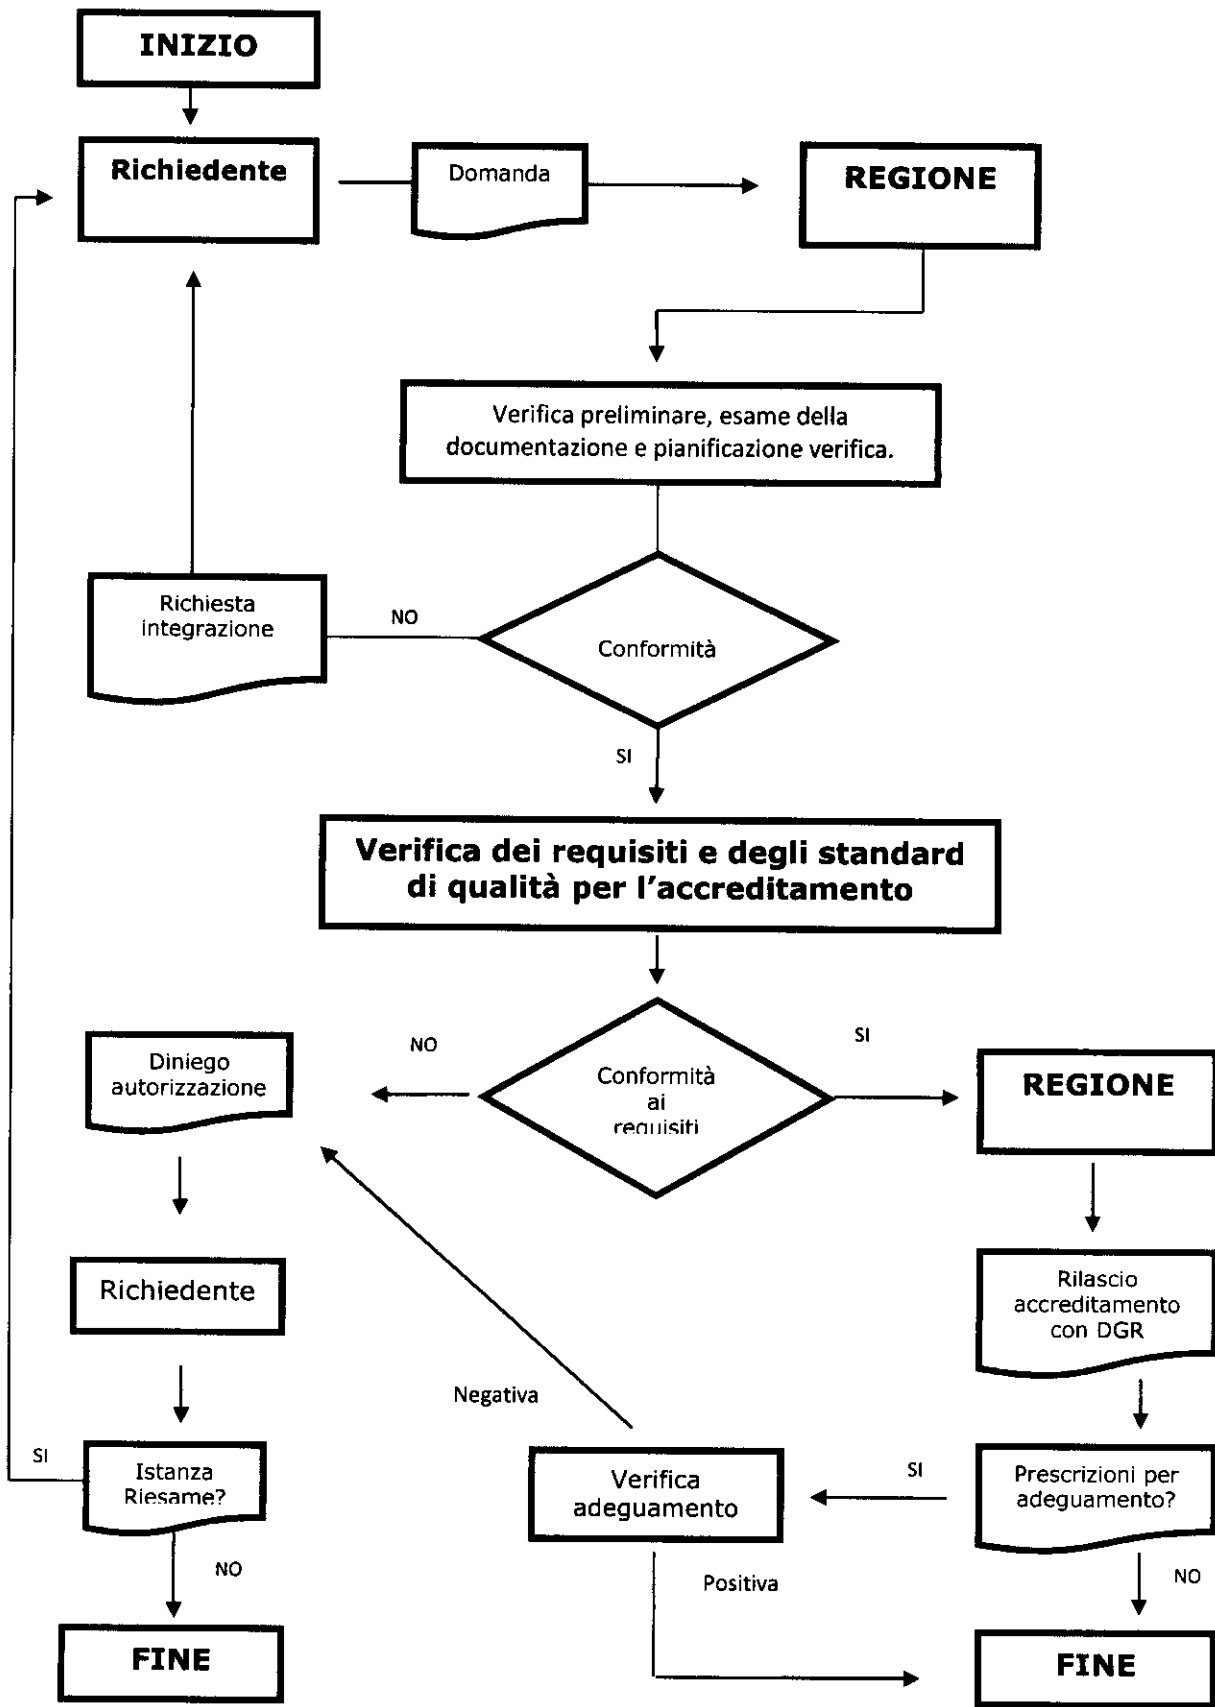 INIZIO
Richiedente
Domanda
REGIONE
Verifica preliminare, esame della
documentazione e pianificazione verifica.
Richiesta
integrazione
NO
Conformità
SI
Verifica dei requisiti e degli standard
di qualità per l'accreditamento
Diniego
autorizzazione
NO
Conformità
ai
requisiti
SI
REGIONE
Richiedente
Rilascio
accreditamento
con DGR
Negativa
SI
Istanza
Riesame?
Verifica
adeguamento
SI
Prescrizioni per
adeguamento?
NO
Positiva
NO
FINE
FINE